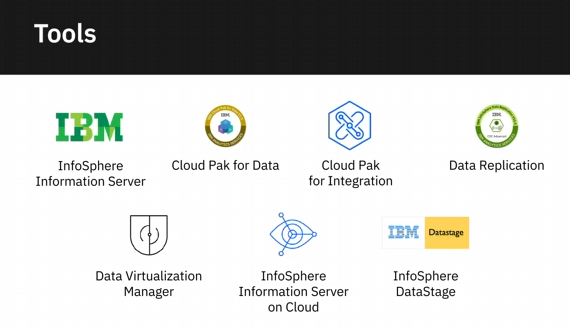 Tools
IBM
InfoSphere
Information Server
Cloud Pak for Data
Cloud Pak
for Integration
IBM
Data Replication
Data Virtualization
Manager
InfoSphere
Information Server
on Cloud
IBM
Datastage
InfoSphere
DataStage